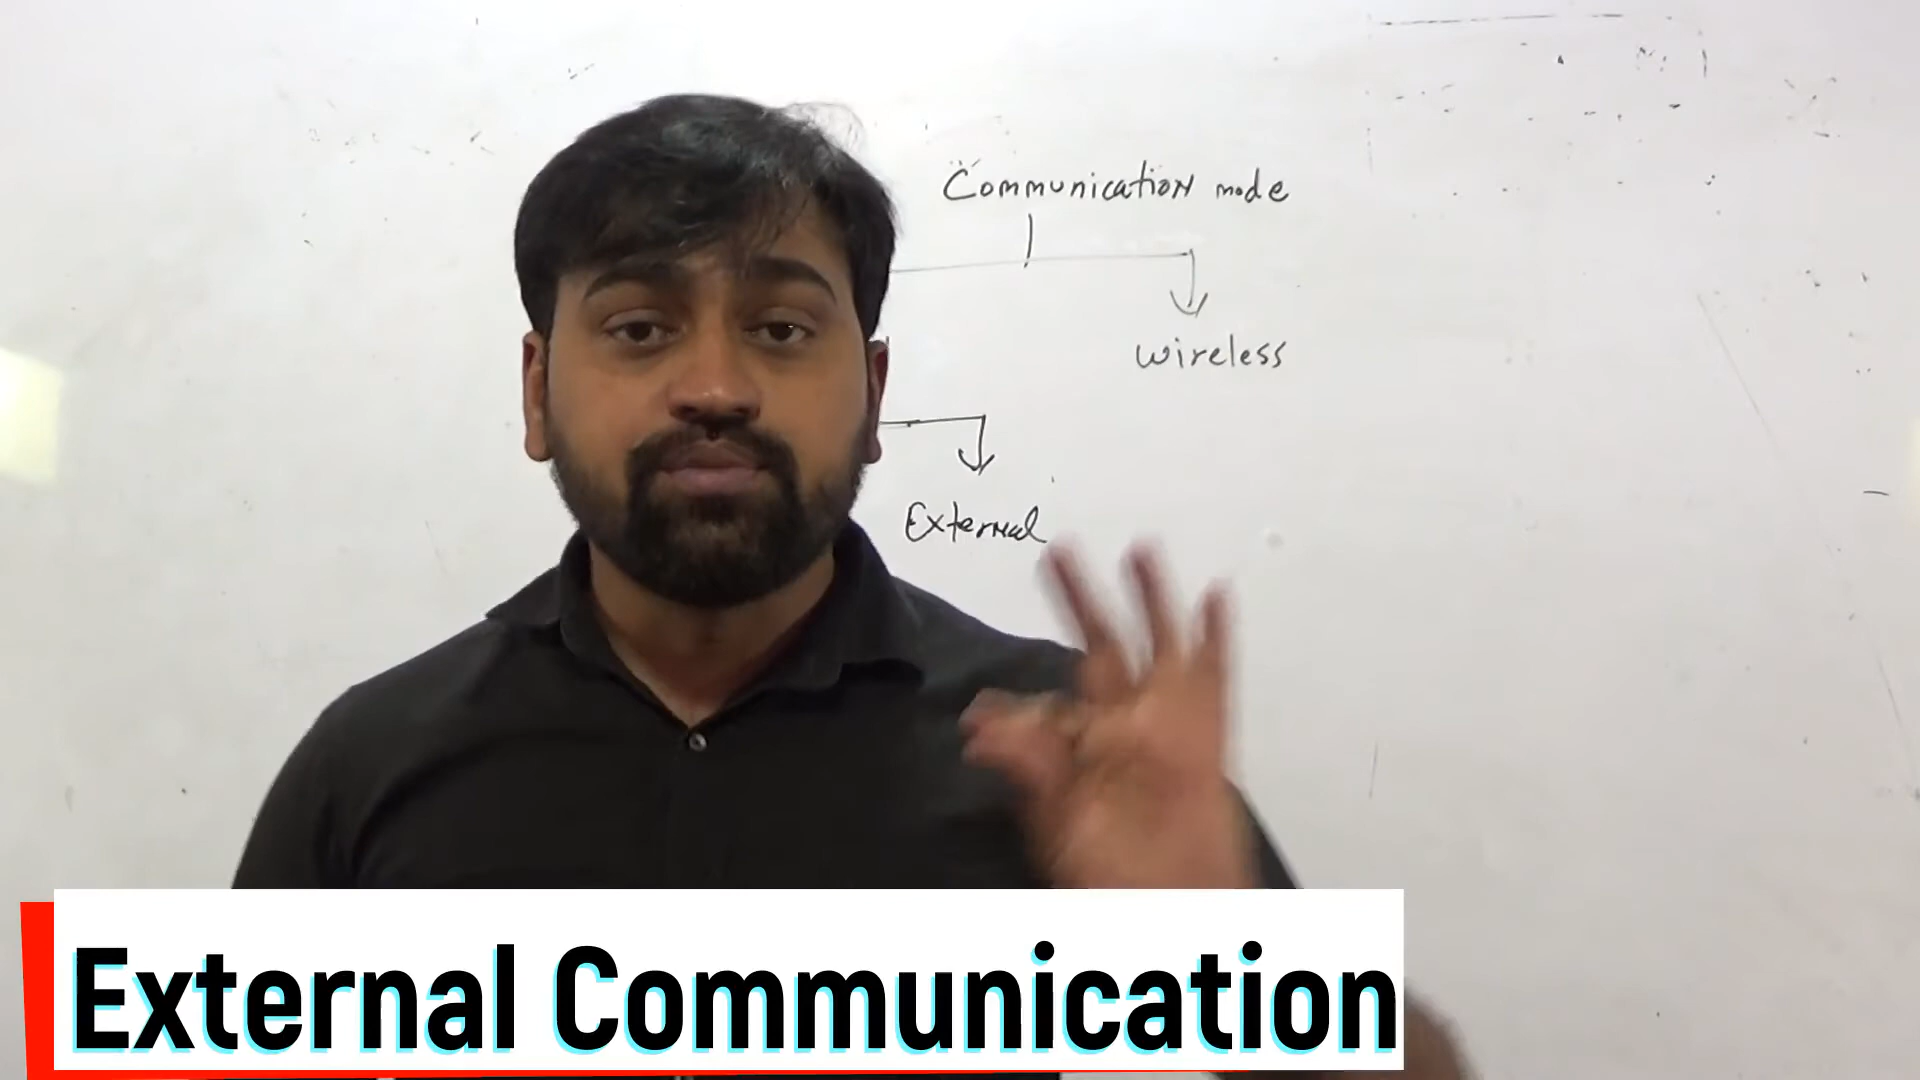 Communication mode
wireless
External
External Communication